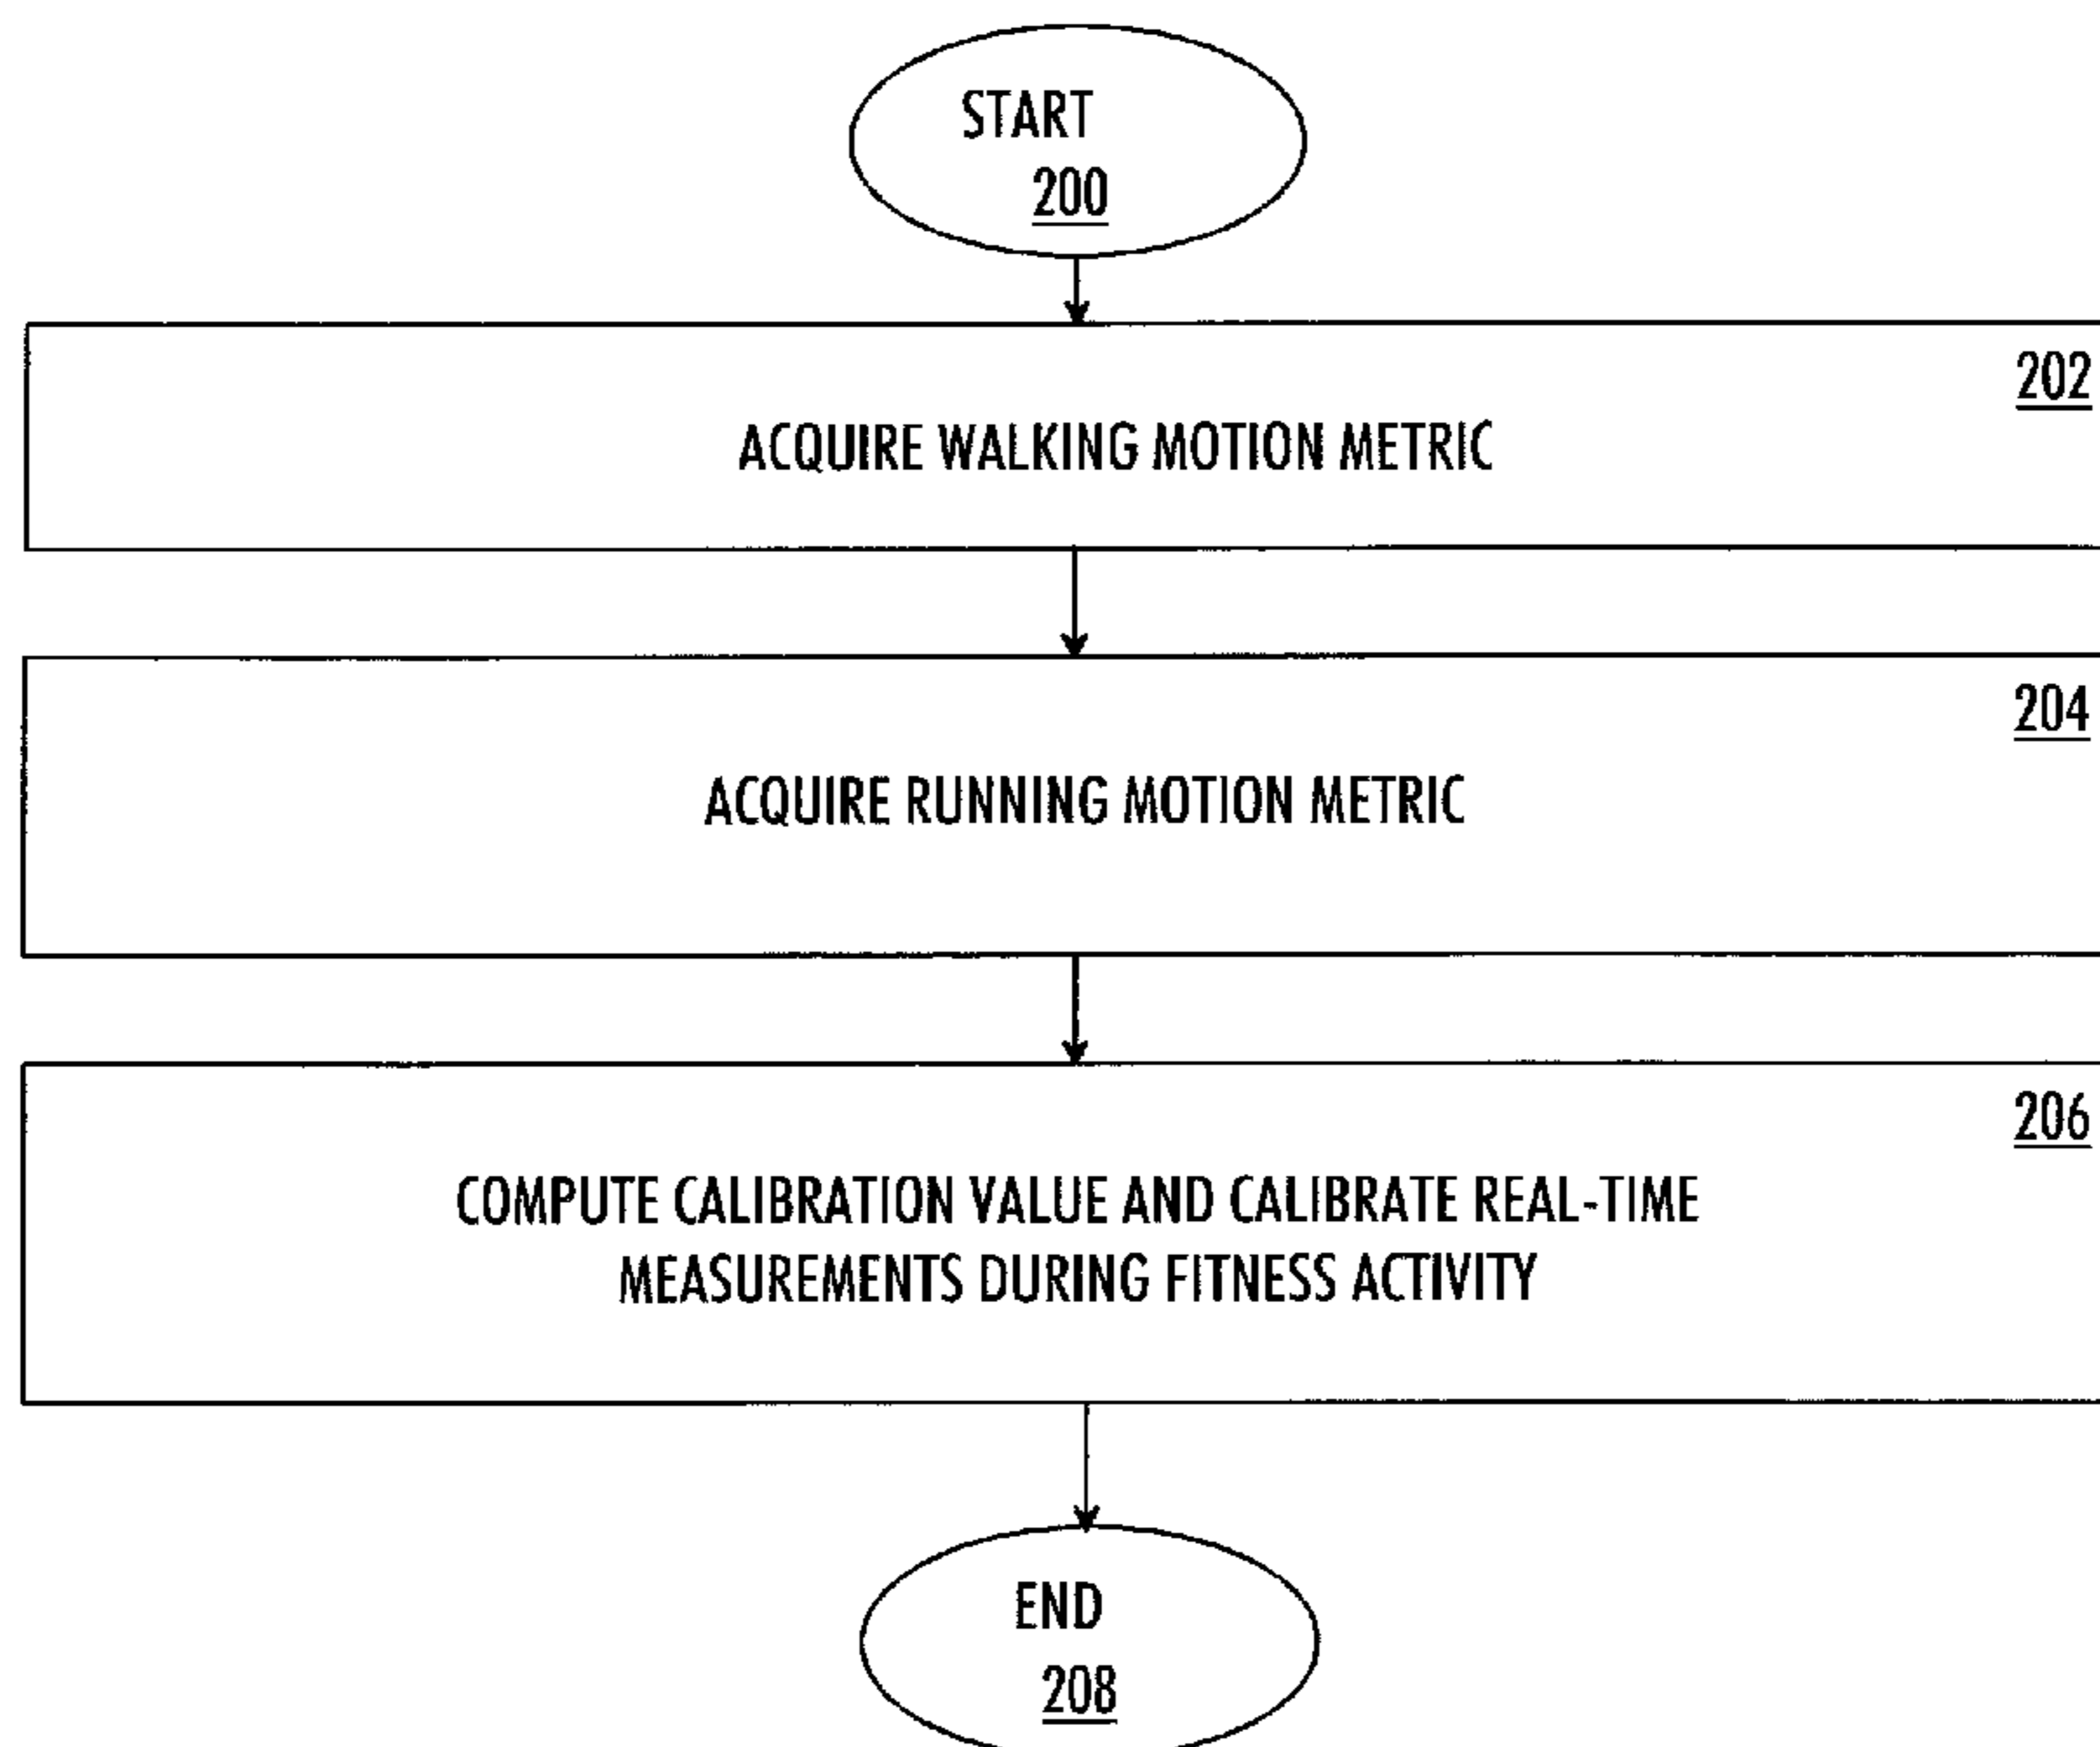 START
200
202
ACQUIRE WALKING MOTION METRIC
204
ACQUIRE RUNNING MOTION METRIC
206
COMPUTE CALIBRATION VALUE AND CALIBRATE REAL-TIME
MEASUREMENTS DURING FITNESS ACTIVITY
END
208